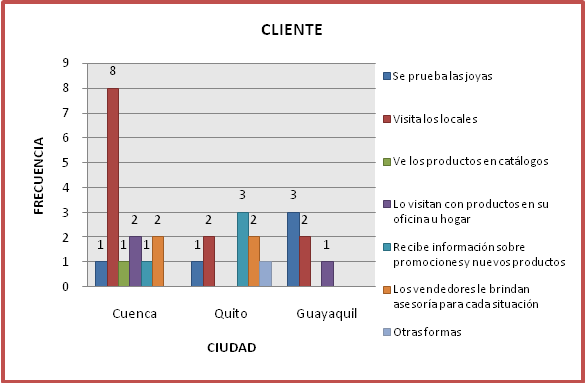 CLIENTE
FRECUENCIA
9
8
7
6
5
4
3
2
1
0
1
8
1
2
1
2
1
2
3
2
3
2
1
Cuenca
Quito
Guayaquil
CIUDAD
Se prueba las joyas
Visita los locales
Ve los productos en catálogos
Lo visitan con productos en su
oficina u hogar
Recibe información sobre
promociones y nuevos productos
Los vendedores le brindan
asesoría para cada situación
Otras formas